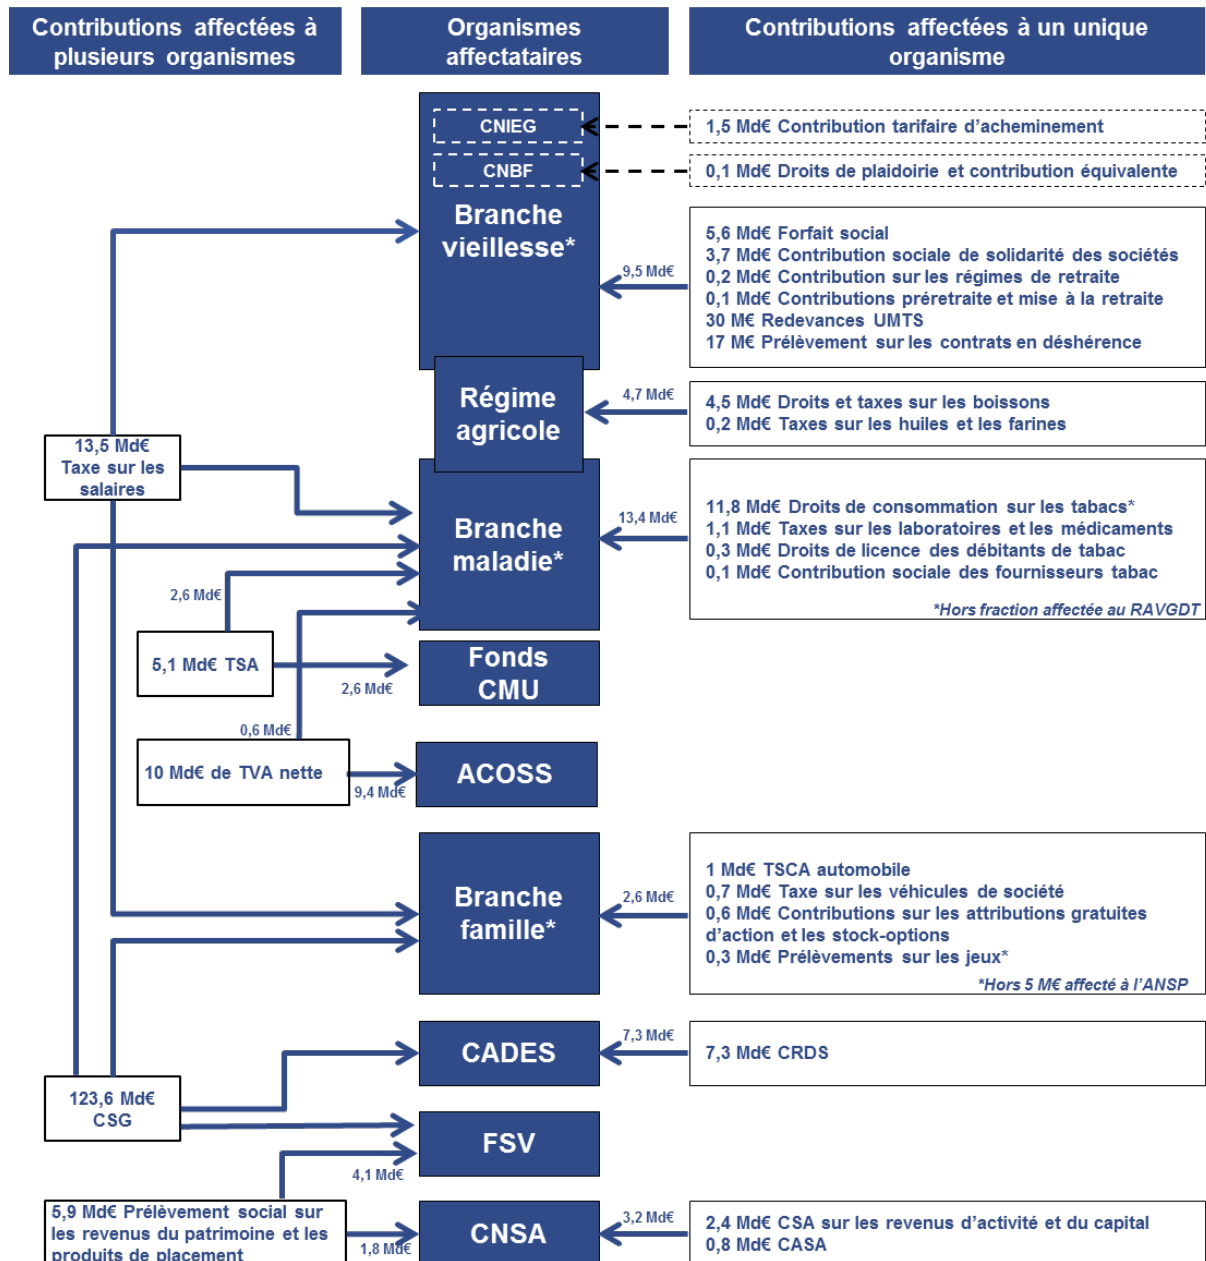 Contributions affectées à
plusieurs organismes
Organismes
affectataires
Contributions affectées à un unique
organisme
CNIEG
1,5 Md€ Contribution tarifaire d'acheminement
CNBF
0,1 Md€ Droits de plaidoirie et contribution équivalente
Branche
vieillesse*
9,5 Md€
5,6 Md€ Forfait social
3,7 Md€ Contribution sociale de solidarité des sociétés
0,2 Md€ Contribution sur les régimes de retraite
0,1 Md€ Contributions préretraite et mise à la retraite
30 M€ Redevances UMTS
17 M€ Prélèvement sur les contrats en déshérence
Régime
agricole
4,7 Md€
4,5 Md€ Droits et taxes sur les boissons
0,2 Md€ Taxes sur les huiles et les farines
13,5 Md€
Taxe sur les
salaires
Branche
maladie*
13,4 Md€
11,8 Md€ Droits de consommation sur les tabacs*
1,1 Md€ Taxes sur les laboratoires et les médicaments
0,3 Md€ Droits de licence des débitants de tabac
0,1 Md€ Contribution sociale des fournisseurs tabac
*Hors fraction affectée au RAVGDT
2,6 Md€
5,1 Md€ TSA
2,6 Md€
Fonds
CMU
0,6 Md€
10 Md€ de TVA nette
9,4 Md€
ACOSS
Branche
famille*
2,6 Md€
1 Md€ TSCA automobile
0,7 Md€ Taxe sur les véhicules de société
0,6 Md€ Contributions sur les attributions gratuites
d'action et les stock-options
0,3 Md€ Prélèvements sur les jeux*
*Hors 5 M€ affecté à l'ANSP
CADES
7,3 Md€
7,3 Md€ CRDS
123,6 Md€
CSG
FSV
4,1 Md€
5,9 Md€ Prélèvement social sur
les revenus du patrimoine et les
produits de placement
1,8 Md€
CNSA
3,2 Md€
2,4 Md€ CSA sur les revenus d'activité et du capital
0,8 Md€ CASA